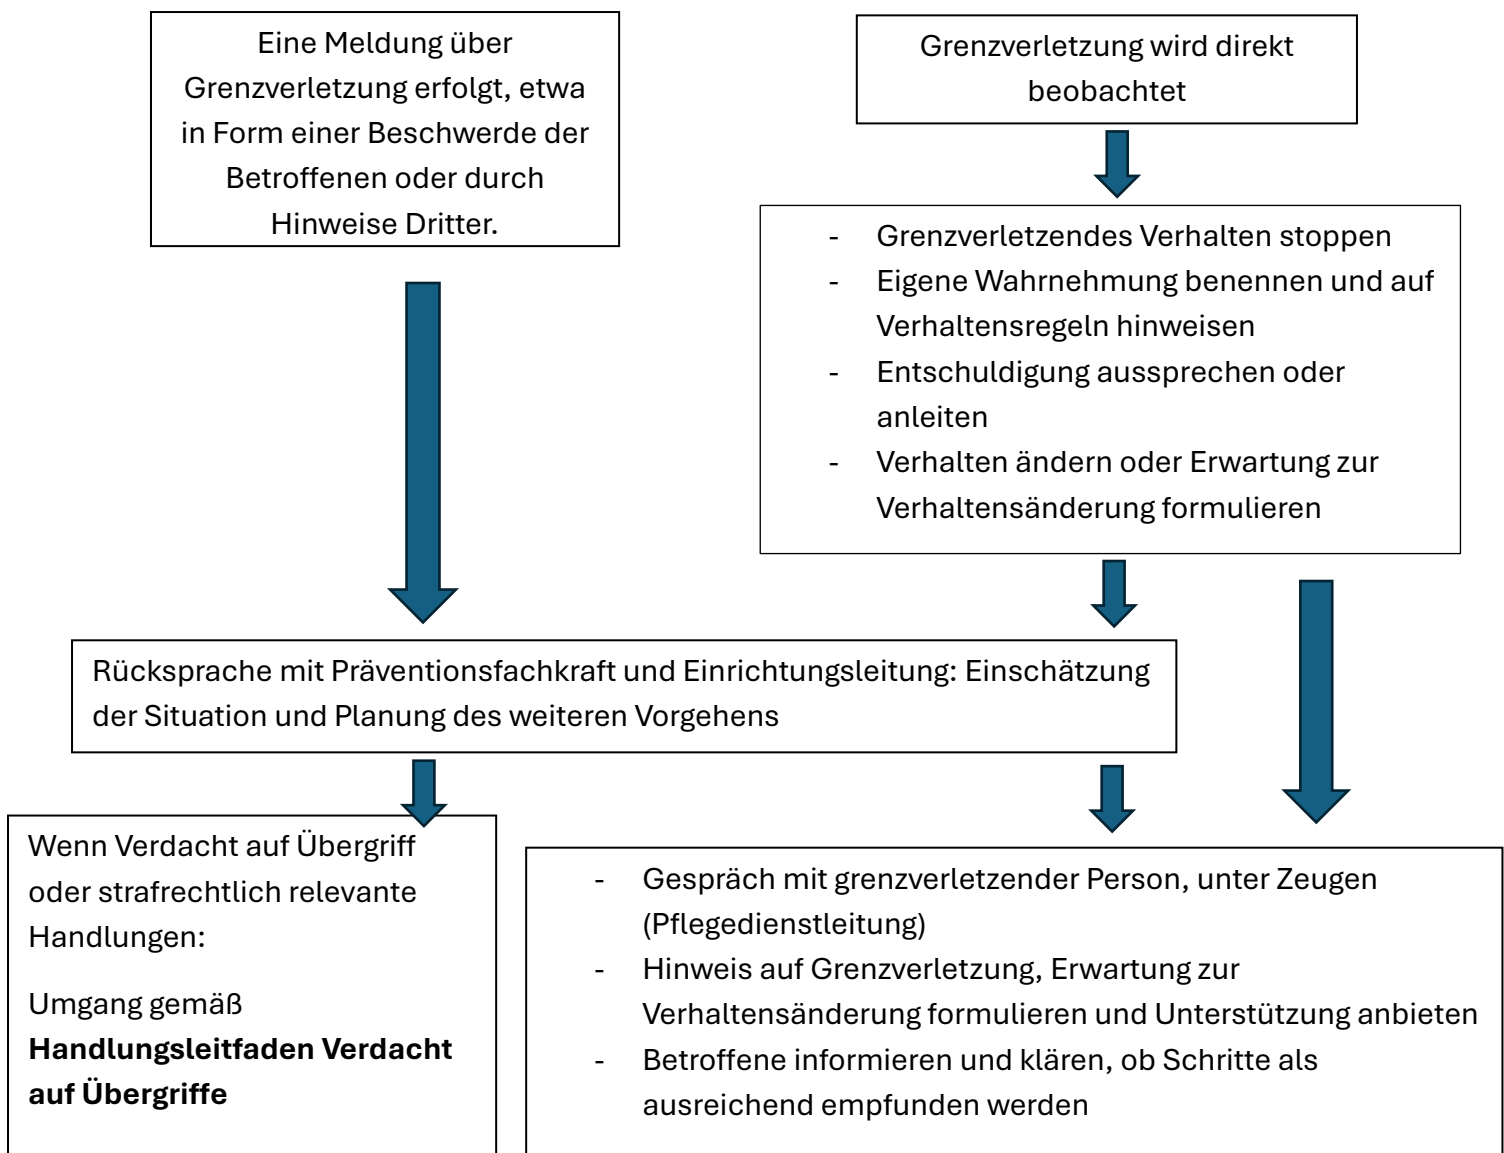 Eine Meldung über
Grenzverletzung erfolgt, etwa
in Form einer Beschwerde der
Betroffenen oder durch
Hinweise Dritter.
Grenzverletzung wird direkt
beobachtet
- Grenzverletzendes Verhalten stoppen
- Eigene Wahrnehmung benennen und auf
Verhaltensregeln hinweisen
- Entschuldigung aussprechen oder
anleiten
- Verhalten ändern oder Erwartung zur
Verhaltensänderung formulieren
Rücksprache mit Präventionsfachkraft und Einrichtungsleitung: Einschätzung
der Situation und Planung des weiteren Vorgehens
Wenn Verdacht auf Übergriff
oder strafrechtlich relevante
Handlungen:
Umgang gemäß
Handlungsleitfaden Verdacht
auf Übergriffe
- Gespräch mit grenzverletzender Person, unter Zeugen
(Pflegedienstleitung)
- Hinweis auf Grenzverletzung, Erwartung zur
Verhaltensänderung formulieren und Unterstützung anbieten
- Betroffene informieren und klären, ob Schritte als
ausreichend empfunden werden